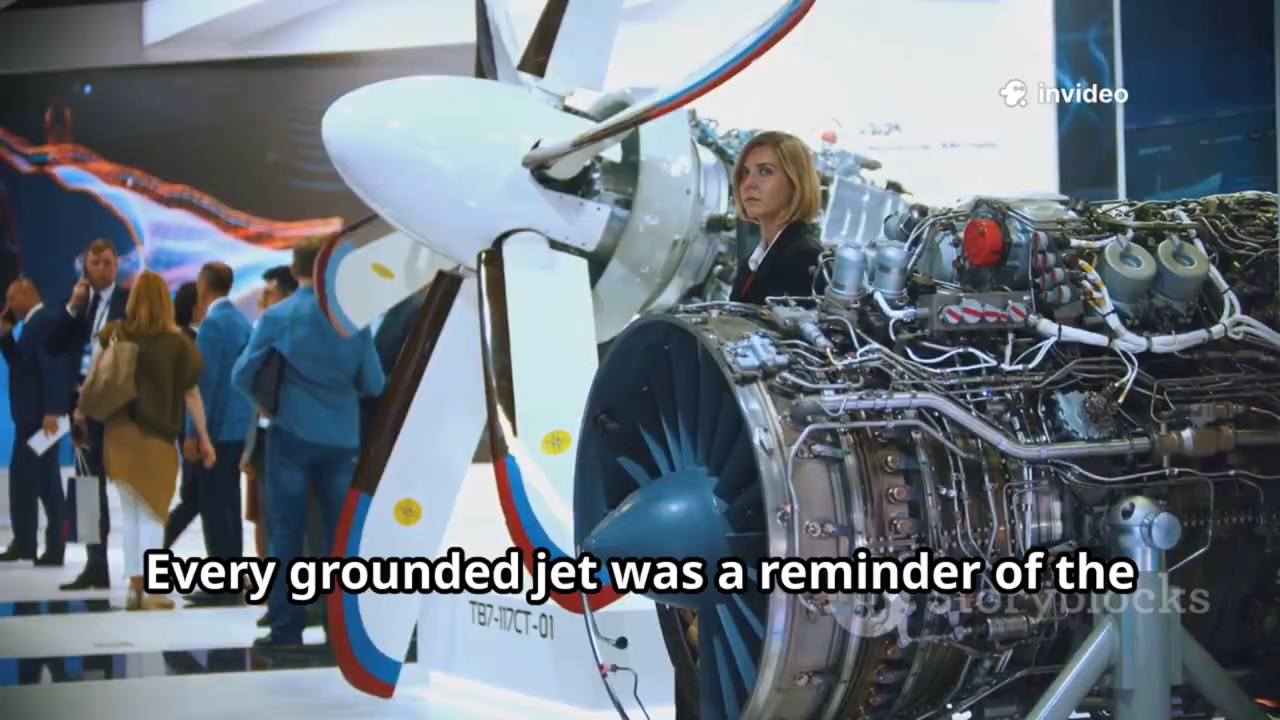 invideo
Every grounded jet was a reminder of the
storyblocks
ТВ7-117СТ-01